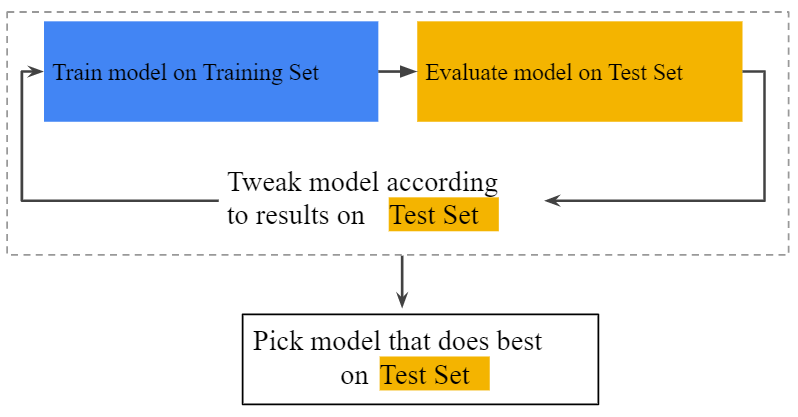 Train model on Training Set
Evaluate model on Test Set
Tweak model according
to results on Test Set
Pick model that does best
on Test Set